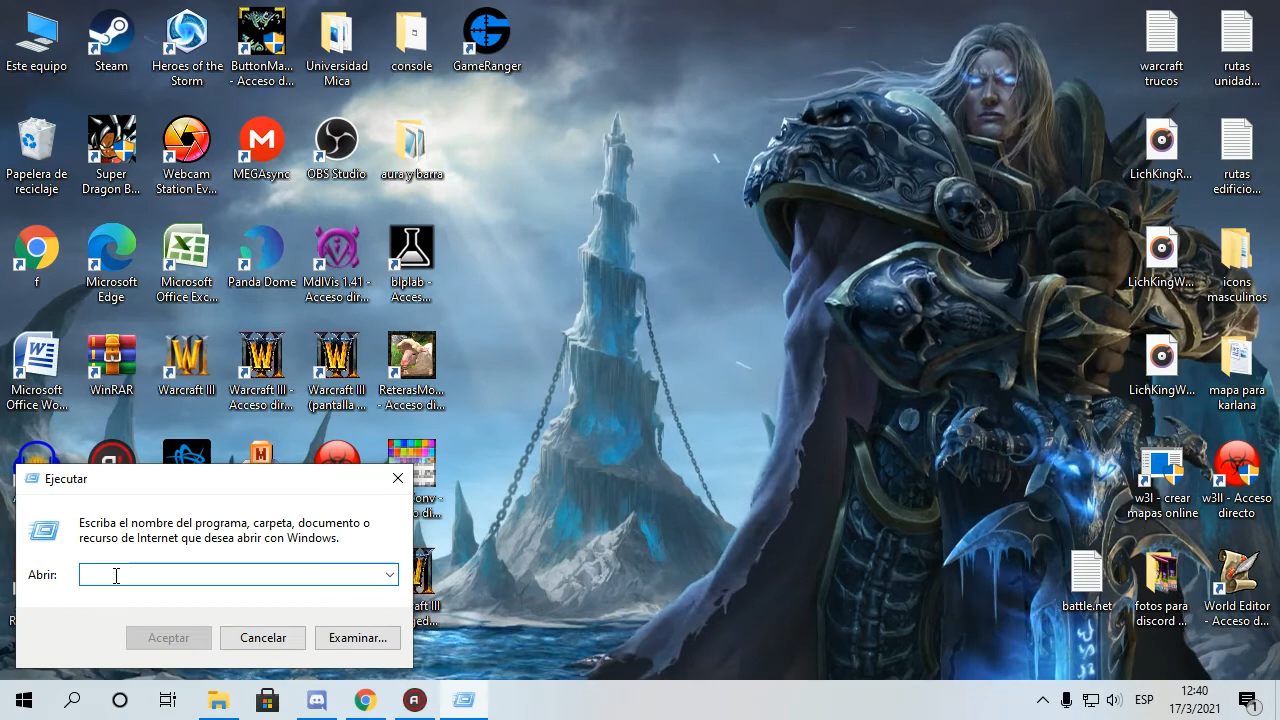 Este equipo
Steam
Heroes of the
Storm
ButtonMa...
- Acceso d...
Universidad
Mica
console
GameRanger
warcraft
trucos
rutas
unidad...
Papelera de
reciclaje
Super
Dragon B...
Webcam
Station Ev...
MEGAsync
OBS Studio
aura y barra
LichKingR...
rutas
edificio...
f
Microsoft
Edge
Microsoft
Office Exc...
Panda Dome
MdlVis 1.41 -
Acceso dir...
blplab -
Acces...
LichKingW...
icons
masculinos
Microsoft
Office Wo...
WinRAR
Warcraft III
Warcraft III -
Acceso dir...
Warcraft III
(pantalla ...
ReterasMo...
- Acceso di...
LichKingW...
mapa para
karlana
w3l - crear
mapas online
w3ll - Acceso
directo
battle.net
fotos para
discord ...
World Editor
- Acceso d...
Ejecutar
Escriba el nombre del programa, carpeta, documento o
recurso de Internet que desea abrir con Windows.
Abrir:
Aceptar
Cancelar
Examinar...
ESP
12:40
17/3/2021
1